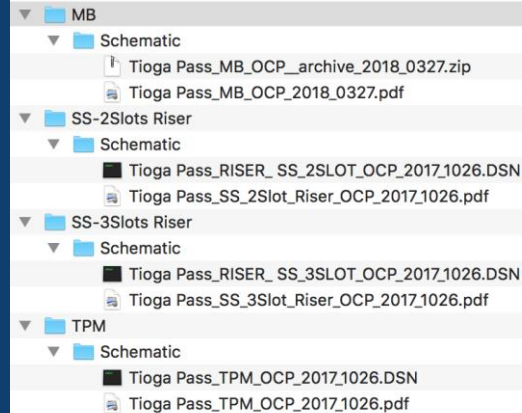 MB
Schematic
Tioga Pass_MB_OCP__archive_2018_0327.zip
Tioga Pass_MB_OCP_2018_0327.pdf
SS-2Slots Riser
Schematic
Tioga Pass_RISER_ SS_2SLOT_OCP_2017_1026.DSN
Tioga Pass_SS_2Slot_Riser_OCP_2017_1026.pdf
SS-3Slots Riser
Schematic
Tioga Pass_RISER_ SS_3SLOT_OCP_2017_1026.DSN
Tioga Pass_SS_3Slot_Riser_OCP_2017_1026.pdf
TPM
Schematic
Tioga Pass_TPM_OCP_2017_1026.DSN
Tioga Pass_TPM_OCP_2017_1026.pdf